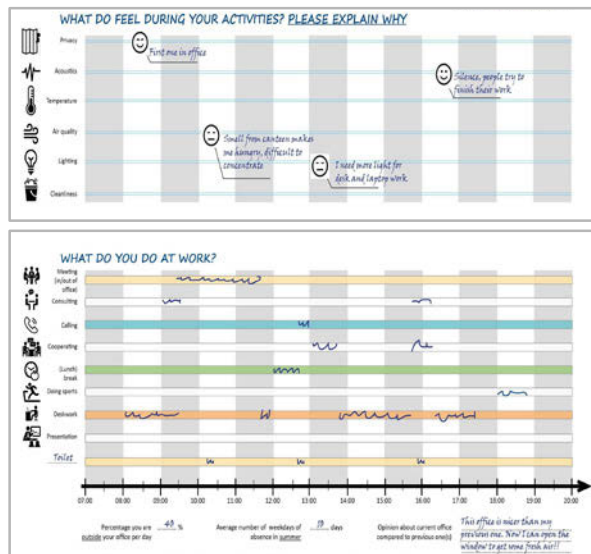 WHAT DO FEEL DURING YOUR ACTIVITIES? PLEASE EXPLAIN WHY
Privacy
First one in office
Acoustics
Silence, people try to
finish their work
Temperature
Air quality
Smell from canteen makes
me hungry, difficult to
concentrate
Lighting
I need more light for
desk and laptop work
Cleanliness
WHAT DO YOU DO AT WORK?
Meeting
(in/out of
office)
Consulting
Calling
Cooperating
(Lunch)
break
Doing sports
Deskwork
Presentation
Toilet
07:00 08:00 09:00 10:00 11:00 12:00 13:00 14:00 15:00 16:00 17:00 18:00 19:00 20:00
Percentage you are 40 %
outside your office per day
Average number of weekdays of days
absence in summer
Opinion about current office
compared to previous one(s)
This office is nicer than my
previous one. Now I can open the
window to get some fresh air!!!